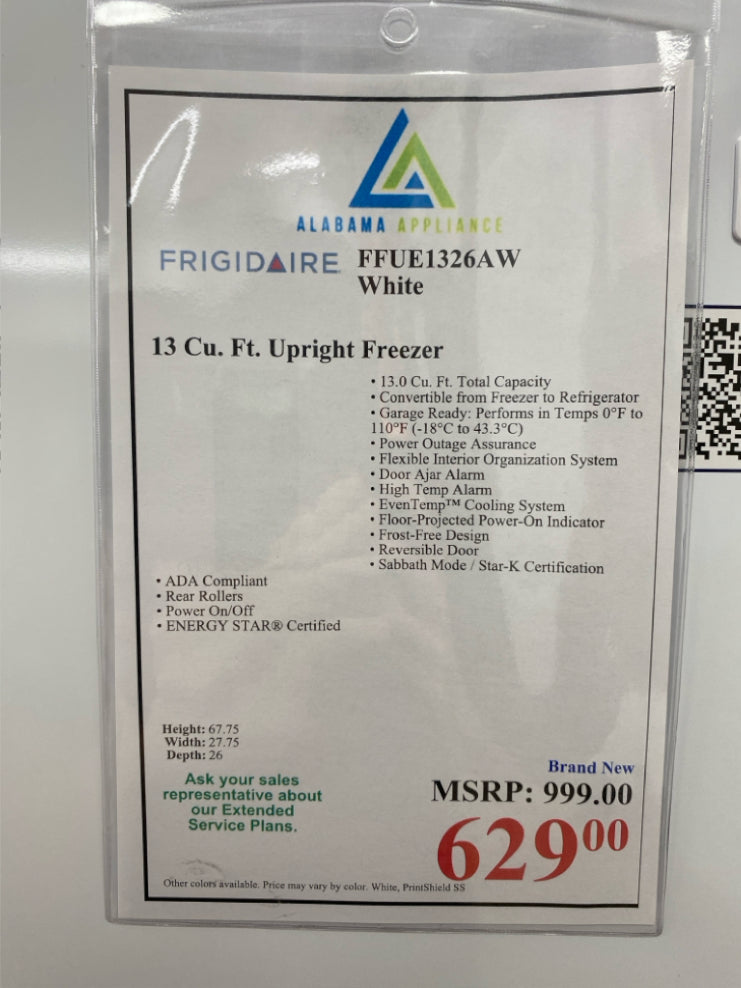 ALABAMA APPLIANCE
FRIGIDAIRE FFUE1326AW
White
13 Cu. Ft. Upright Freezer
• 13.0 Cu. Ft. Total Capacity
• Convertible from Freezer to Refrigerator
• Garage Ready: Performs in Temps 0°F to
110°F (-18°C to 43.3°C)
• Power Outage Assurance
• Flexible Interior Organization System
• Door Ajar Alarm
• High Temp Alarm
• EvenTemp™ Cooling System
• Floor-Projected Power-On Indicator
• Frost-Free Design
• Reversible Door
• Sabbath Mode / Star-K Certification
• ADA Compliant
• Rear Rollers
• Power On/Off
• ENERGY STAR® Certified
Height: 67.75
Width: 27.75
Depth: 26
Ask your sales
representative about
our Extended
Service Plans.
Brand New
MSRP: 999.00
629 00
Other colors available. Price may vary by color. White, PrintShield SS